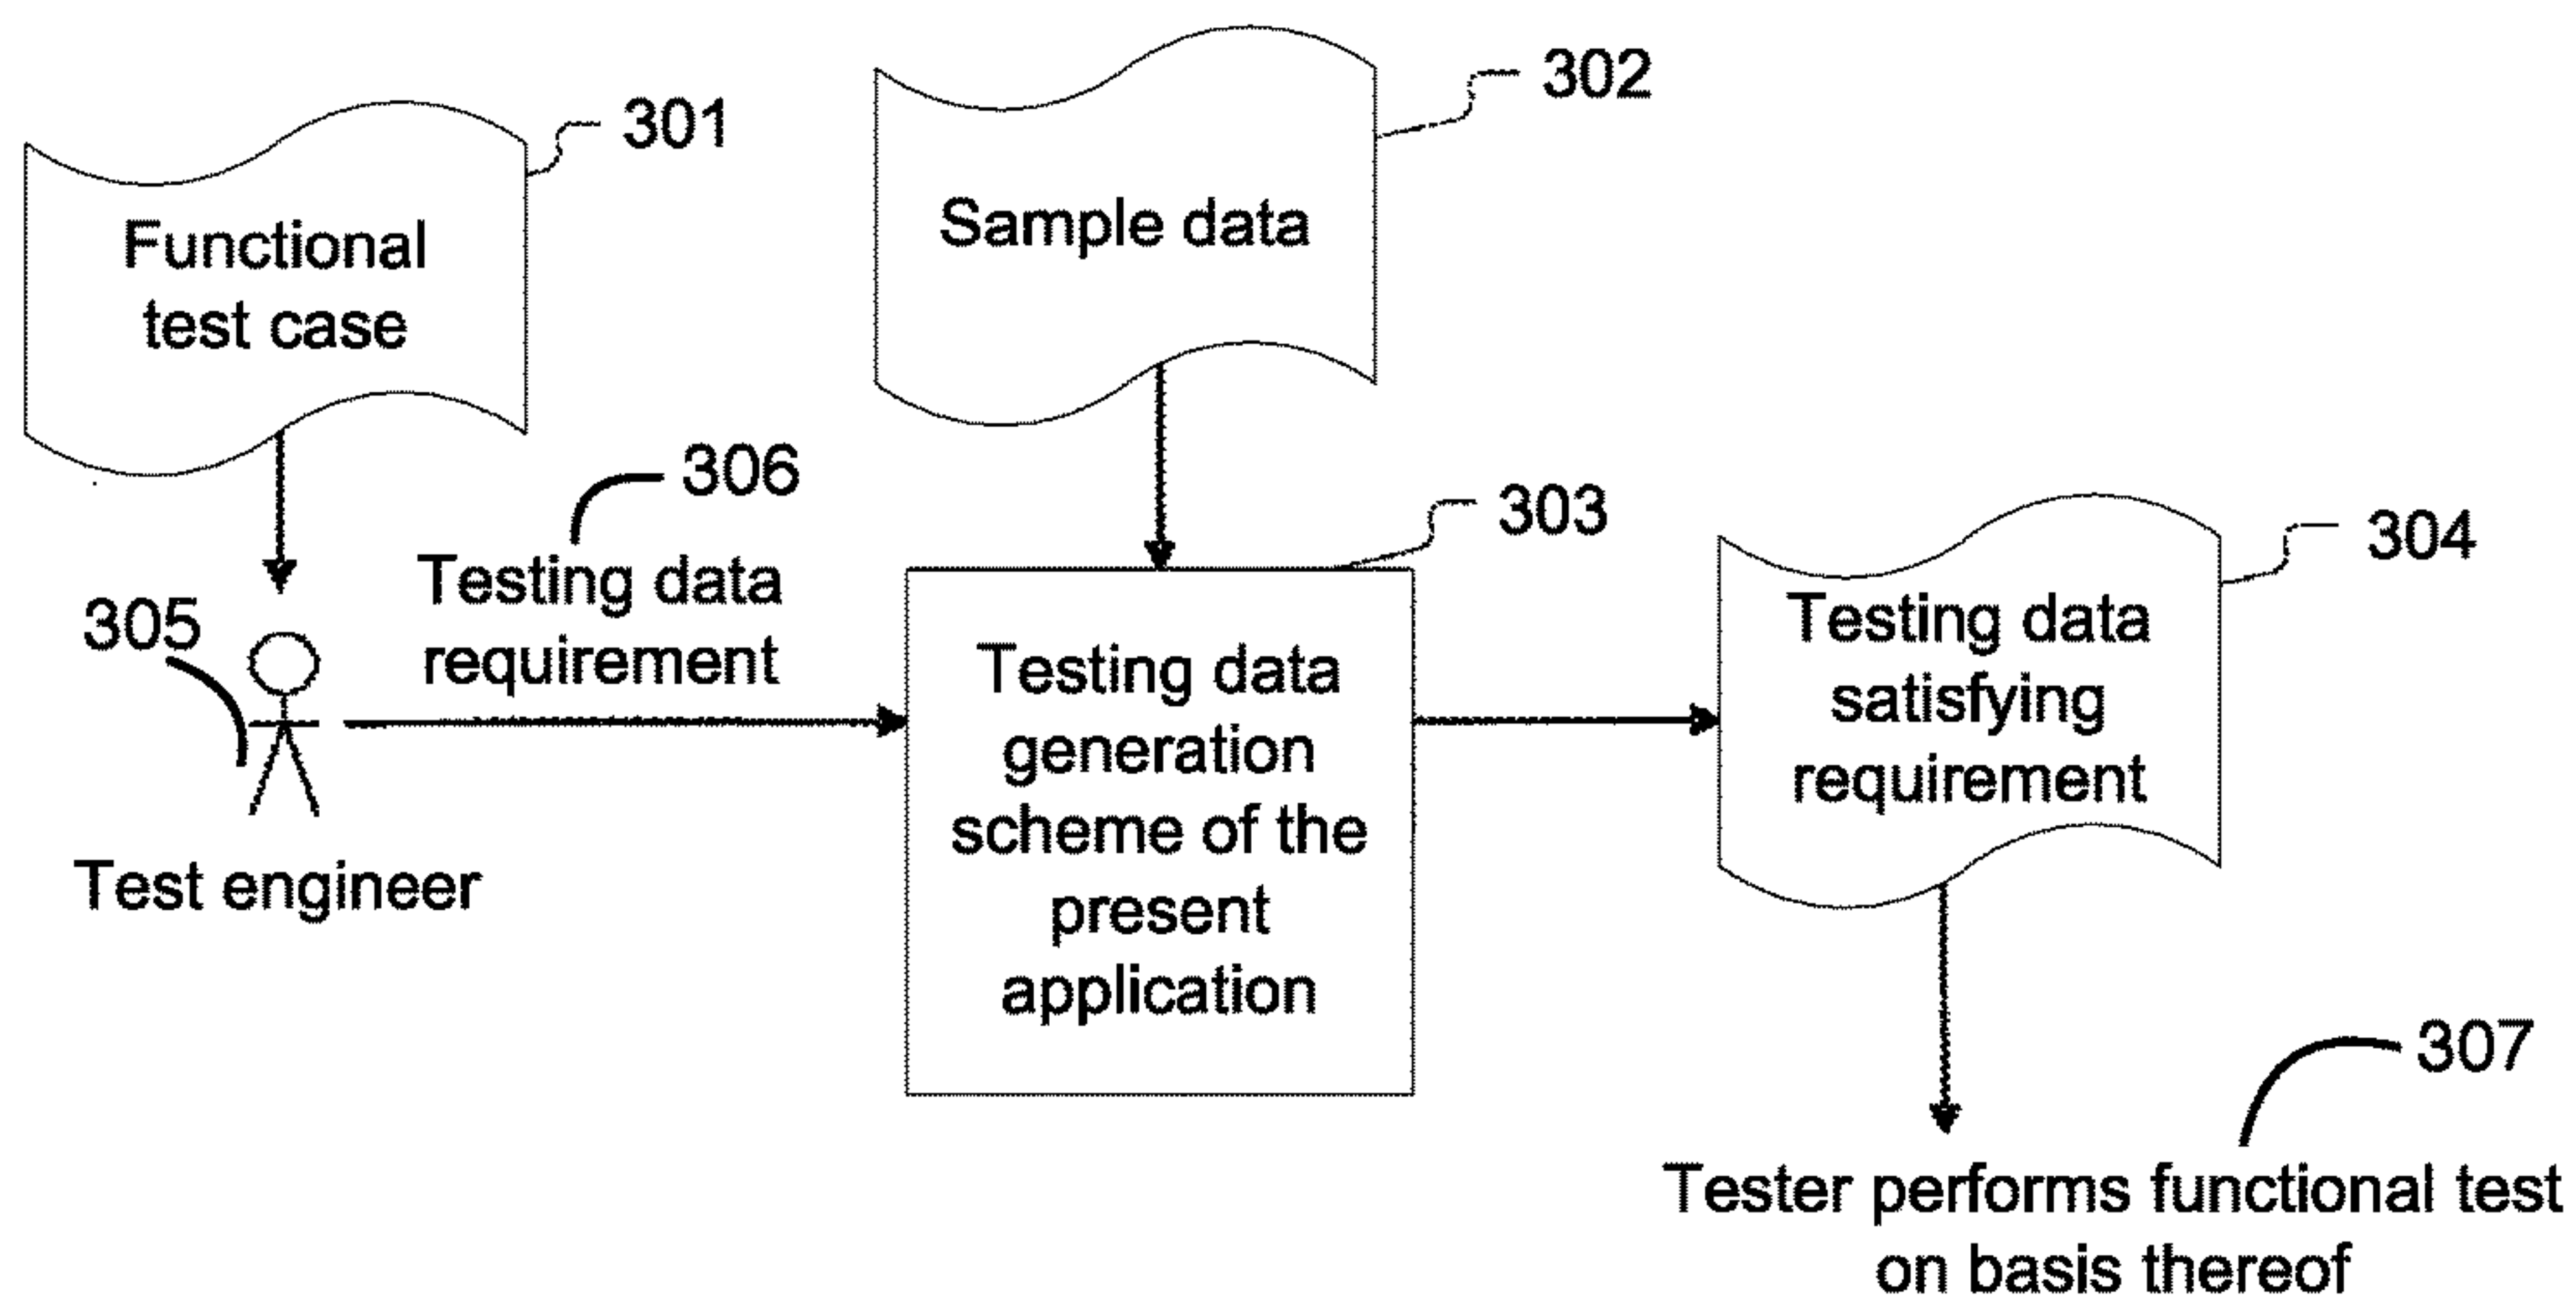 301
Functional
test case
302
Sample data
306
Testing data
requirement
305
Test engineer
303
Testing data
generation
scheme of the
present
application
304
Testing data
satisfying
requirement
307
Tester performs functional test
on basis thereof